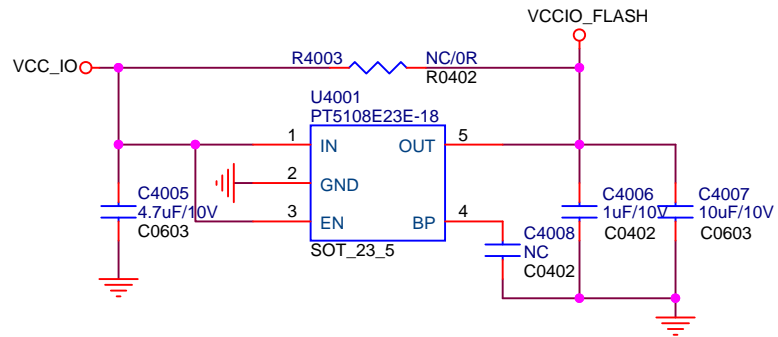 VCCIO_FLASH
VCC_IO
R4003
NC/0R
R0402
U4001
PT5108E23E-18
1
IN
OUT
5
2
GND
3
EN
BP
4
SOT_23_5
C4005
4.7uF/10V
C0603
C4008
NC
C0402
C4006
1uF/10V
C0402
C4007
10uF/10V
C0603